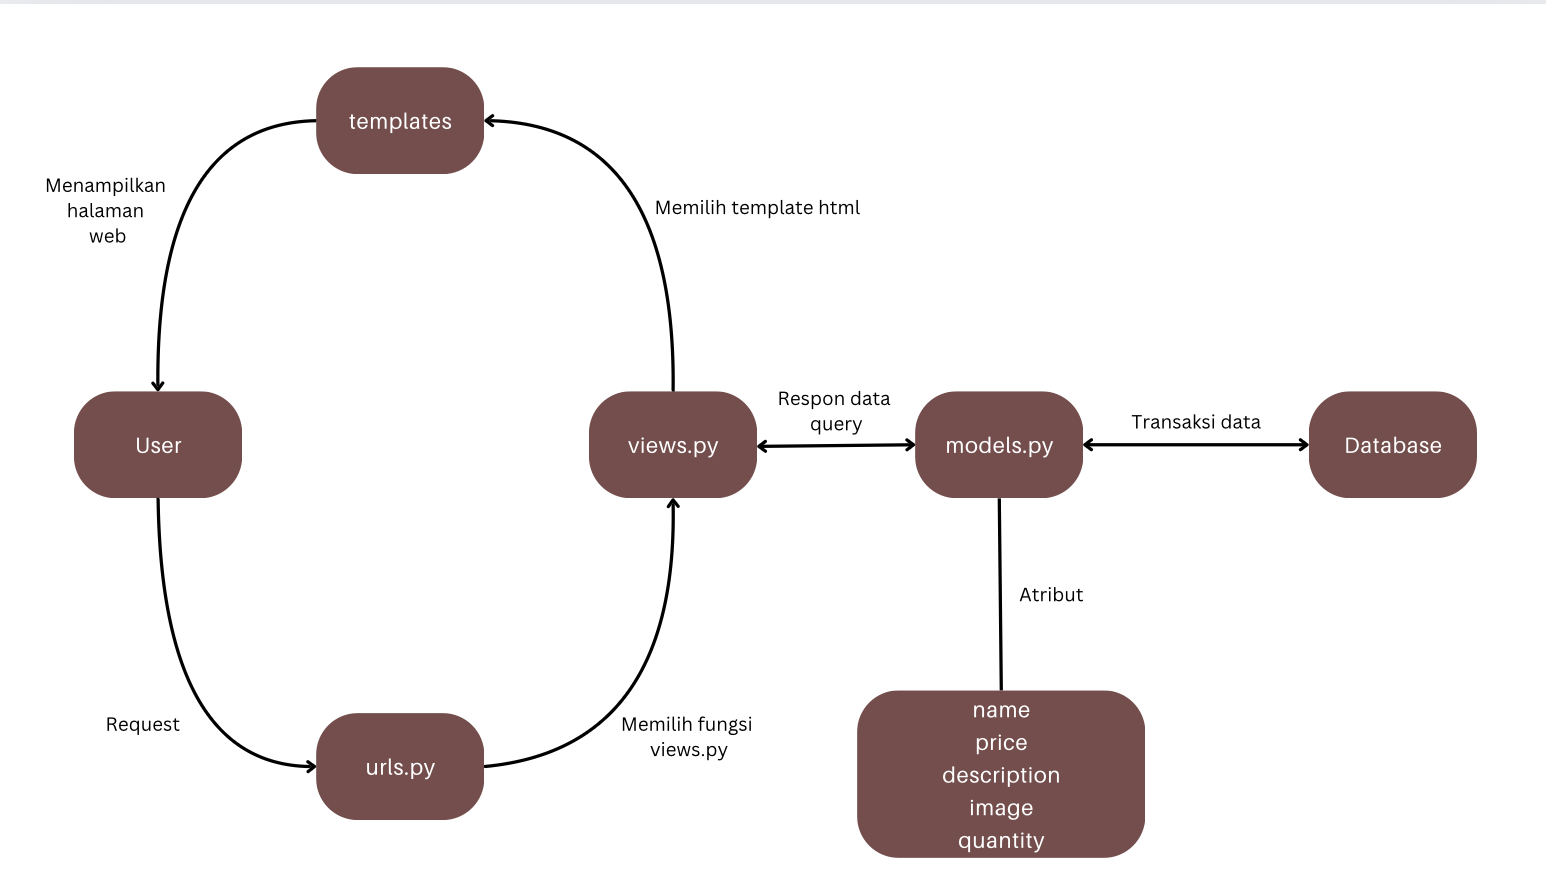 templates
Menampilkan
halaman
web
Memilih template html
User
views.py
Respon data
query
models.py
Transaksi data
Database
Atribut
Request
urls.py
Memilih fungsi
views.py
name
price
description
image
quantity